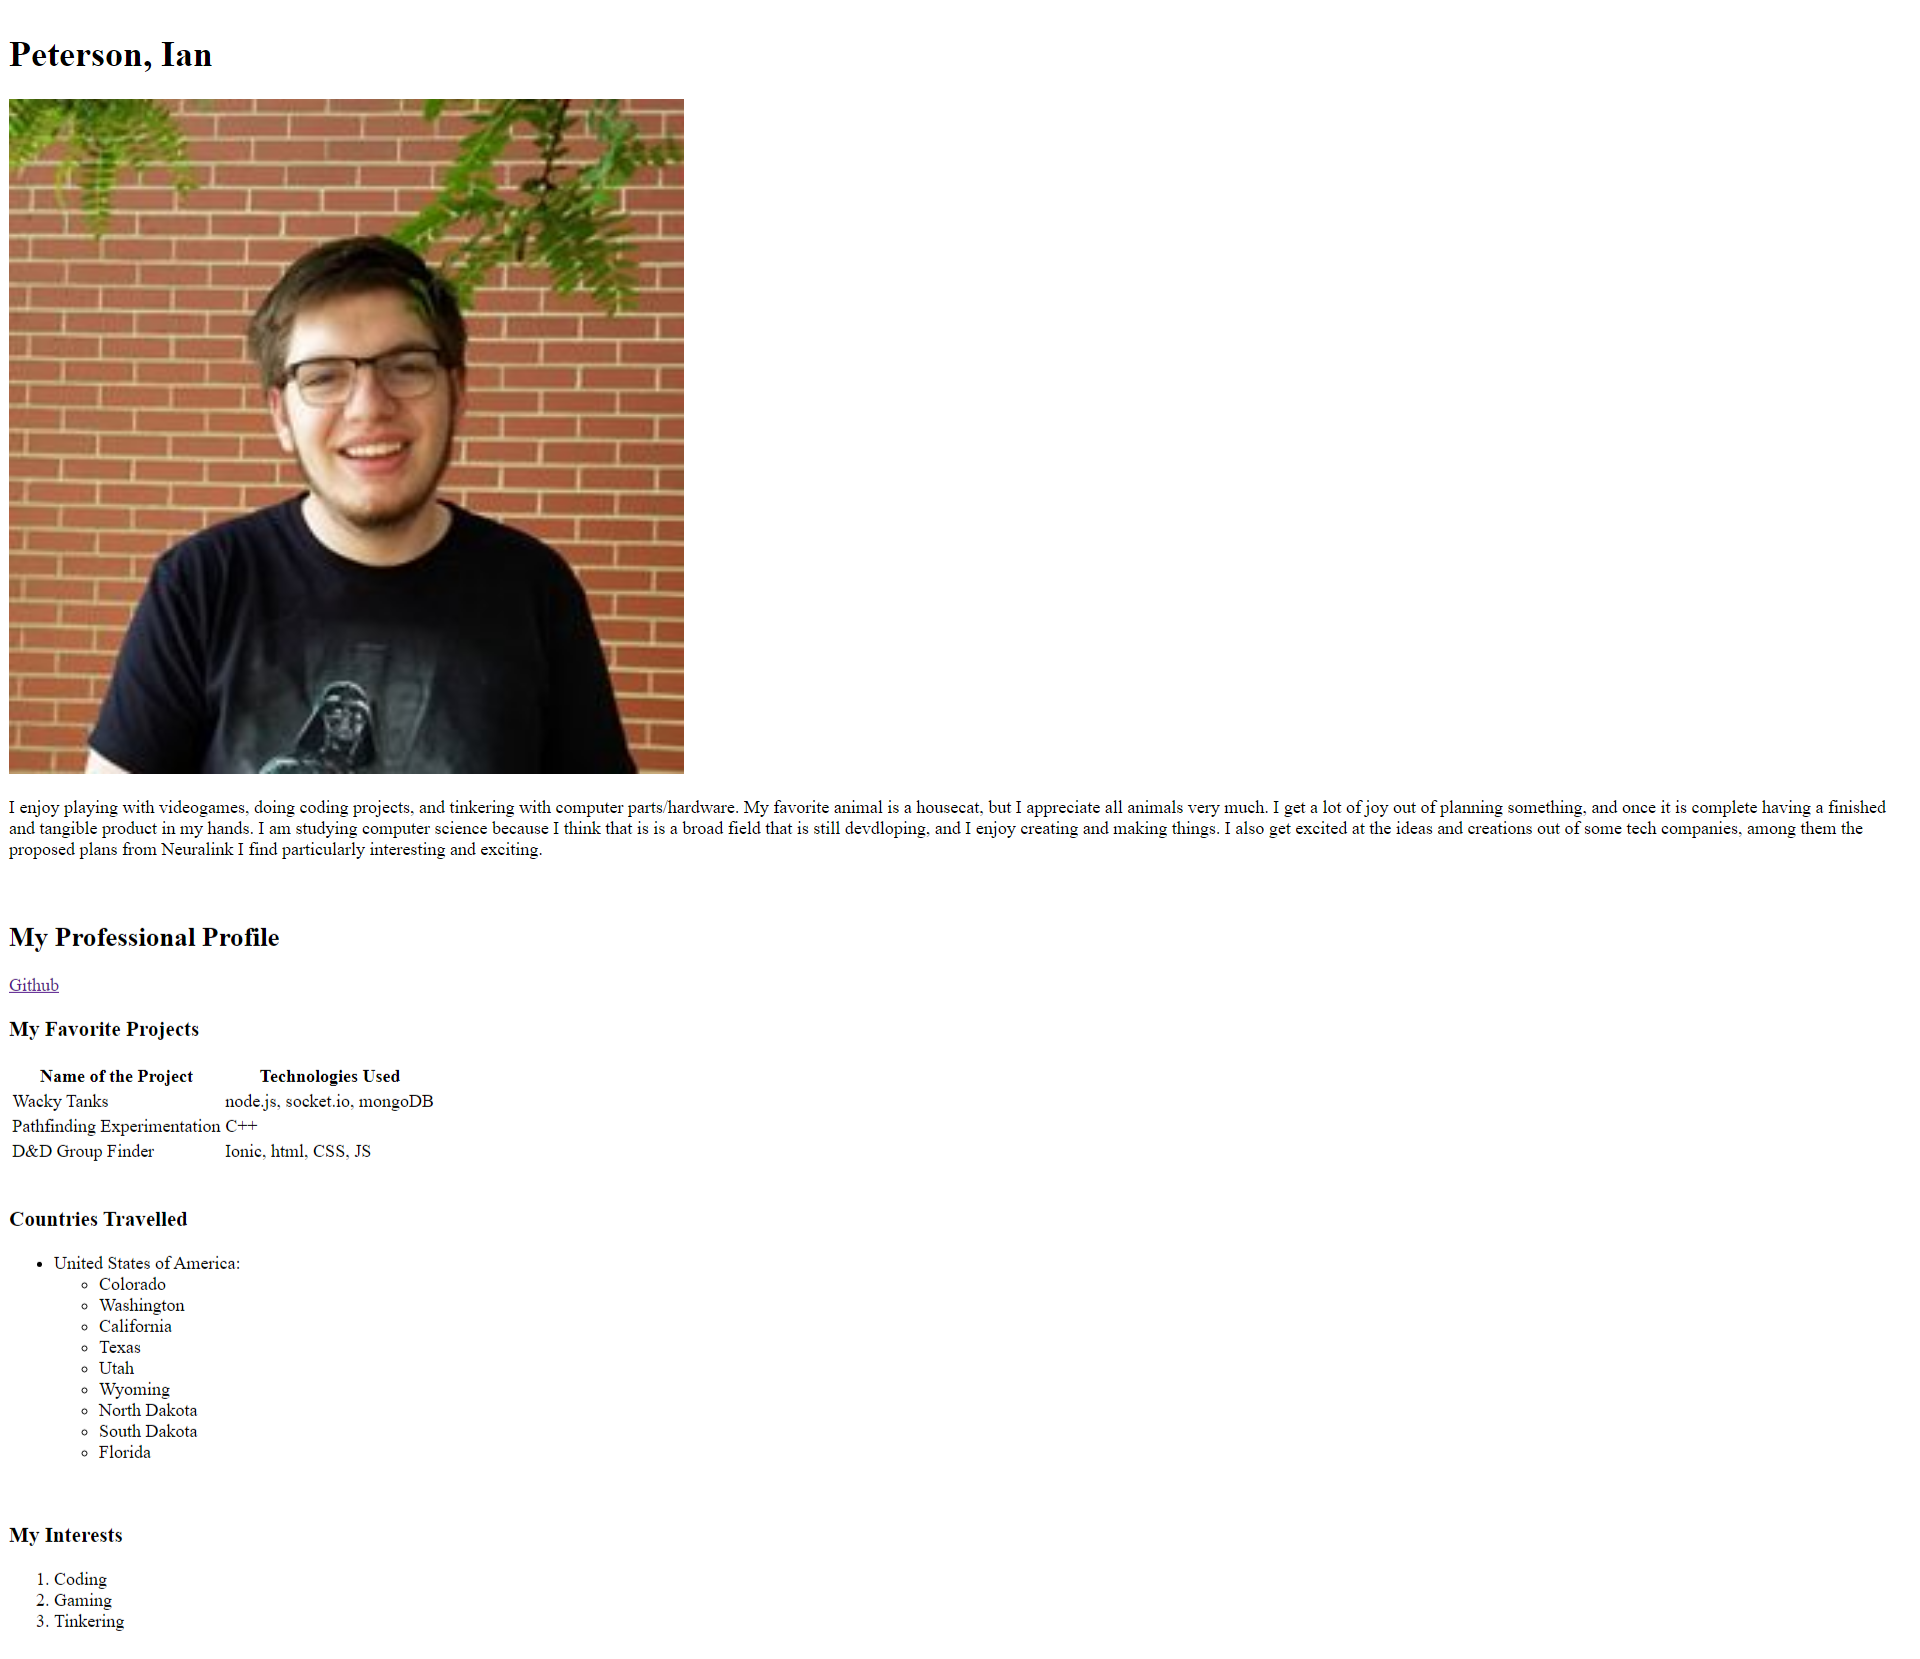 Peterson, Ian
I enjoy playing with videogames, doing coding projects, and tinkering with computer parts/hardware. My favorite animal is a housecat, but I appreciate all animals very much. I get a lot of joy out of planning something, and once it is complete having a finished
and tangible product in my hands. I am studying computer science because I think that is is a broad field that is still devdloping, and I enjoy creating and making things. I also get excited at the ideas and creations out of some tech companies, among them the
proposed plans from Neuralink I find particularly interesting and exciting.
My Professional Profile
Github
My Favorite Projects
Name of the Project Technologies Used
Wacky Tanks node.js, socket.io, mongoDB
Pathfinding Experimentation C++
D&D Group Finder Ionic, html, CSS, JS
Countries Travelled
• United States of America:
◦ Colorado
◦ Washington
◦ California
◦ Texas
◦ Utah
◦ Wyoming
◦ North Dakota
◦ South Dakota
◦ Florida
My Interests
1. Coding
2. Gaming
3. Tinkering